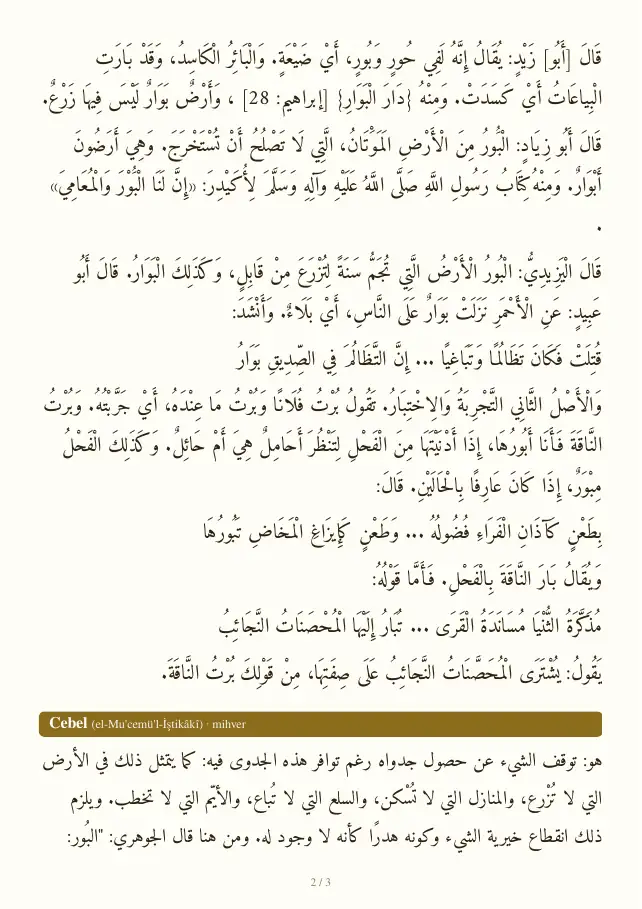 قَالَ [أَبُو] زَيْدٍ: يُقَالُ إِنَّهُ لَفِي حُورٍ وَبُورٍ، أَيْ ضَيْعَةٍ. وَالْبَائِرُ الْكَاسِدُ، وَقَدْ بَارَتِ
الْبِيَاعَاتُ أَيْ كَسَدَتْ. وَمِنْهُ {دَارَ الْبَوَارِ} [إبراهيم: 28] ، وَأَرْضٌ بَوَارٌ لَيْسَ فِيهَا زَرْعٌ.
قَالَ أَبُو زِيَادٍ: الْبُورُ مِنَ الْأَرْضِ الْمَوَتَانُ، الَّتِي لَا تَصْلُحُ أَنْ تُسْتَخْرَجَ. وَهِيَ أَرَضُونَ
أَبْوَارٌ. وَمِنْهُ كِتَابُ رَسُولِ اللَّهِ صَلَّى اللَّهُ عَلَيْهِ وَآلِهِ وَسَلَّمَ لِأُكَيْدِرَ: «إِنَّ لَنَا الْبُوْرَ وَالْمَعَامِيَ»
.
قَالَ الْيَزِيدِيُّ: الْبُورُ الْأَرْضُ الَّتِي تُجَمُّ سَنَةً لِتُزْرَعَ مِنْ قَابِلٍ، وَكَذَلِكَ الْبَوَارُ. قَالَ أَبُو
عَبِيدٍ: عَنِ الْأَحْمَرِ نَزَلَتْ بَوَارٌ عَلَى النَّاسِ، أَيْ بَلَاءٌ. وَأَنْشَدَ:
قُتِلَتْ فَكَانَ تَظَالُمًا وَتَبَاغِيًا ... إِنَّ التَّظَالُمَ فِي الصِّدِيقِ بَوَارُ
وَالْأَصْلُ الثَّانِي التَّجْرِبَةُ وَالِاخْتِبَارُ. تَقُولُ بُرْتُ فُلَانًا وَبُرْتُ مَا عِنْدَهُ، أَيْ جَرَّبْتُهُ. وَبُرْتُ
النَّاقَةَ فَأَنَا أَبُورُهَا، إِذَا أَدْنَيْتَهَا مِنَ الْفَحْلِ لِتَنْظُرَ أَحَامِلٌ هِيَ أَمْ حَائِلٌ. وَكَذَلِكَ الْفَحْلُ
مِبْوَرٌ، إِذَا كَانَ عَارِفًا بِالْحَالَيْنِ. قَالَ:
بِطَعْنٍ كَآذَانِ الْفَرَاءِ فُضُولُهُ ... وَطَعْنٍ كَإِيزَاغِ الْمَخَاضِ تَبُورُهَا
وَيُقَالُ بَارَ النَّاقَةَ بِالْفَحْلِ. فَأَمَّا قَوْلُهُ:
مُذَكَّرَةُ الثُّنْيَا مُسَانَدَةُ الْقَرَى ... تُبَارُ إِلَيْهَا الْمُحْصَنَاتُ النَّجَائِبُ
يَقُولُ: يُشْتَرَى الْمُحَصَّنَاتُ النَّجَائِبُ عَلَى صِفَتِهَا، مِنْ قَوْلِكَ بُرْتُ النَّاقَةَ.
Cebel (el-Mu'cemü'l-İştikâkî) · mihver
هو: توقف الشيء عن حصول جدواه رغم توافر هذه الجدوى فيه: كما يتمثل ذلك في الأرض
التي لا تُزْرع، والمنازل التي لا تُسْكن، والسلع التي لا تُباع، والأيّم التي لا تخطب. ويلزم
ذلك انقطاع خيرية الشيء وكونه هدرًا كأنه لا وجود له. ومن هنا قال الجوهري: "البُور:
2 / 3